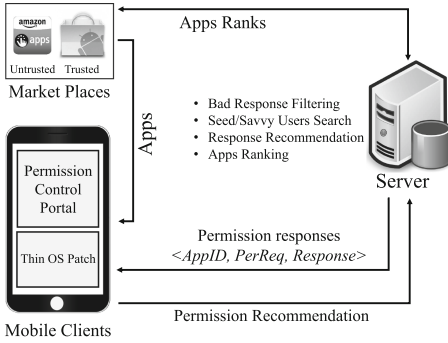 Apps Ranks
amazon
apps
Untrusted Trusted
Market Places
Apps
• Bad Response Filtering
• Seed/Savvy Users Search
• Response Recommendation
• Apps Ranking
Server
Permission
Control
Portal
Thin OS Patch
Permission responses
<AppID, PerReq, Response>
Permission Recommendation
Mobile Clients